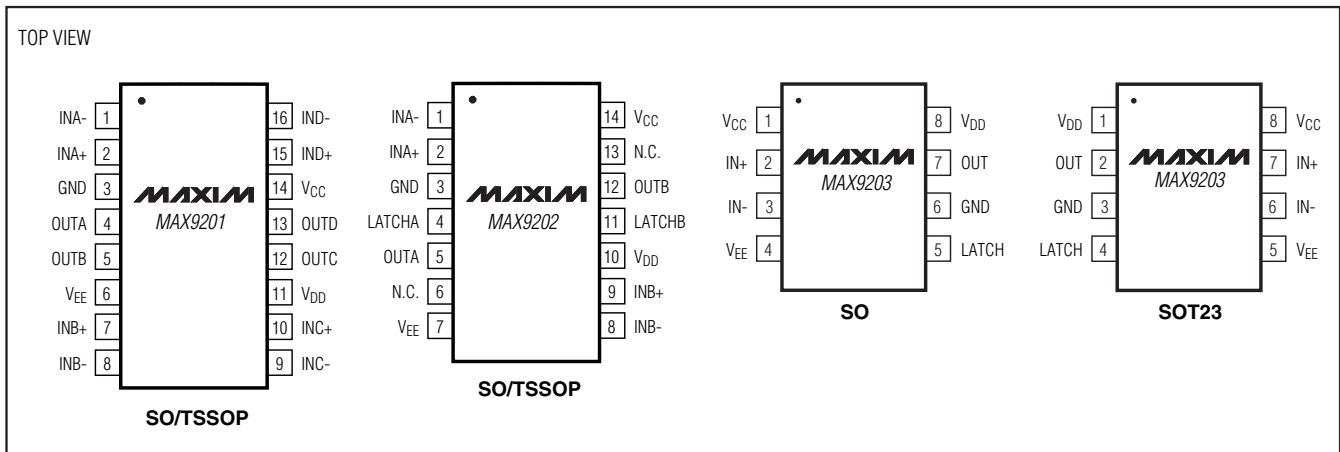 TOP VIEW
INA- 1 16 IND-
INA+ 2 15 IND+
GND 3 14 VCC
OUTA 4 13 OUTD
OUTB 5 12 OUTC
VEE 6 11 VDD
INB+ 7 10 INC+
INB- 8 9 INC-
MAXIM
MAX9201
SO/TSSOP
INA- 1 14 VCC
INA+ 2 13 N.C.
GND 3 12 OUTB
LATCHA 4 11 LATCHB
OUTA 5 10 VDD
N.C. 6 9 INB+
VEE 7 8 INB-
MAXIM
MAX9202
SO/TSSOP
VCC 1 8 VDD
IN+ 2 7 OUT
IN- 3 6 GND
VEE 4 5 LATCH
MAXIM
MAX9203
SO
VDD 1 8 VCC
OUT 2 7 IN+
GND 3 6 IN-
LATCH 4 5 VEE
MAXIM
MAX9203
SOT23